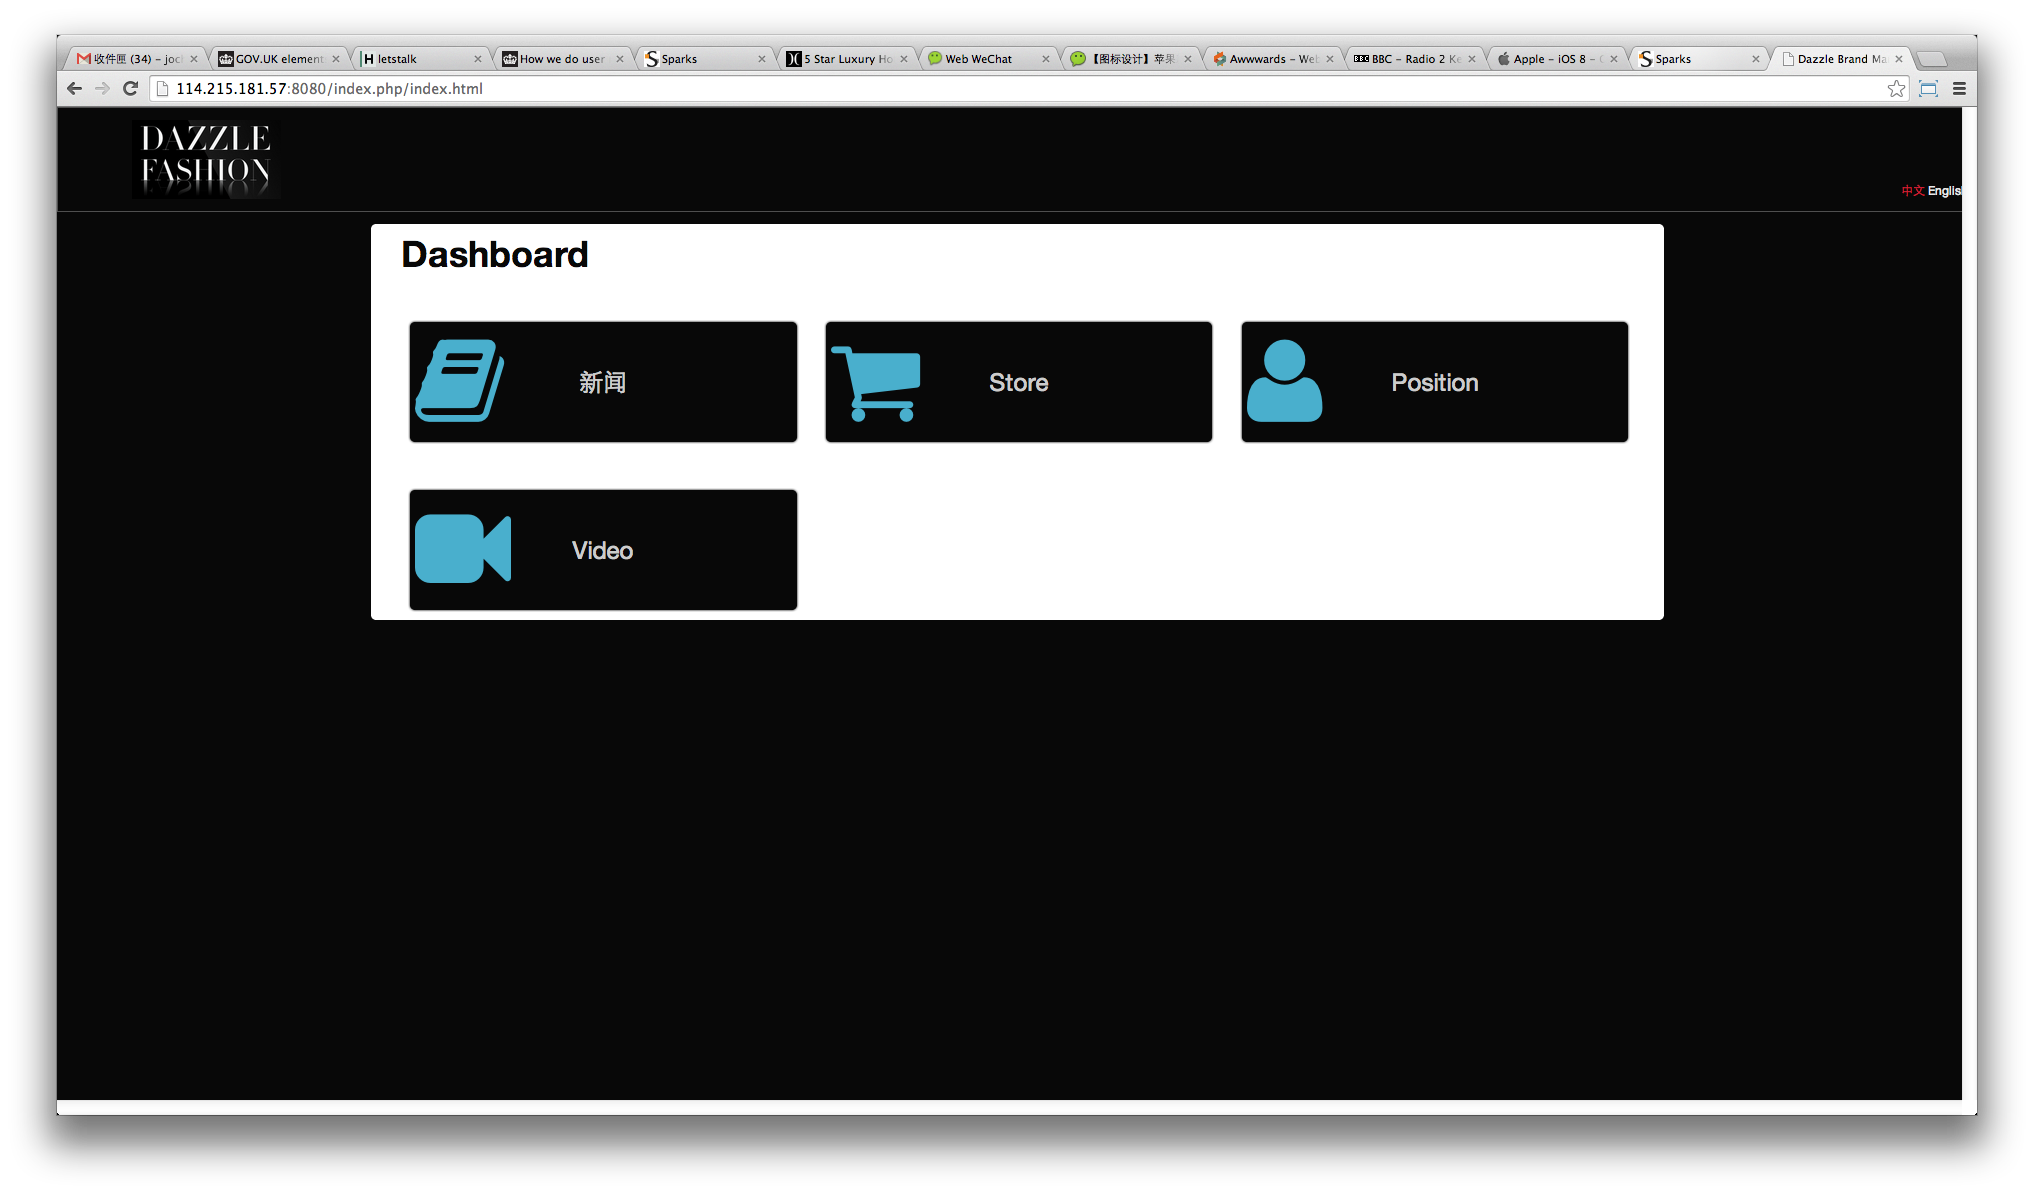 收件匣 (34) – joc
GOV.UK element
letstalk
How we do user
Sparks
5 Star Luxury Ho
Web WeChat
【图标设计】苹果
Awwwards – Web
BBC – Radio 2 Ke
Apple – iOS 8 –
Sparks
Dazzle Brand Ma
114.215.181.57:8080/index.php/index.html
DAZZLE
FASHION
中文 English
Dashboard
新闻
Store
Position
Video